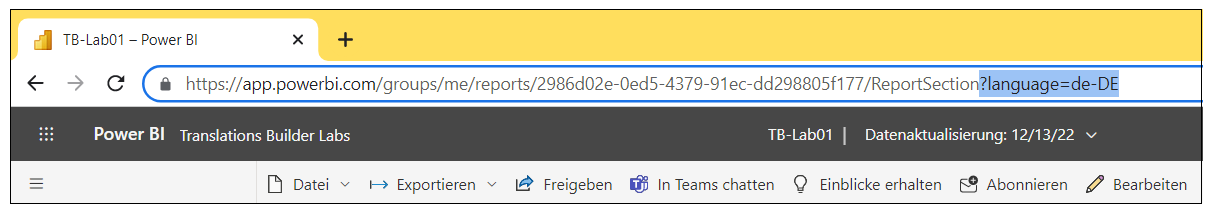 TB-Lab01 – Power BI
https://app.powerbi.com/groups/me/reports/2986d02e-0ed5-4379-91ec-dd298805f177/ReportSection?language=de-DE
Power BI Translations Builder Labs TB-Lab01 | Datenaktualisierung: 12/13/22
Datei Exportieren Freigeben In Teams chatten Einblicke erhalten Abonnieren Bearbeiten